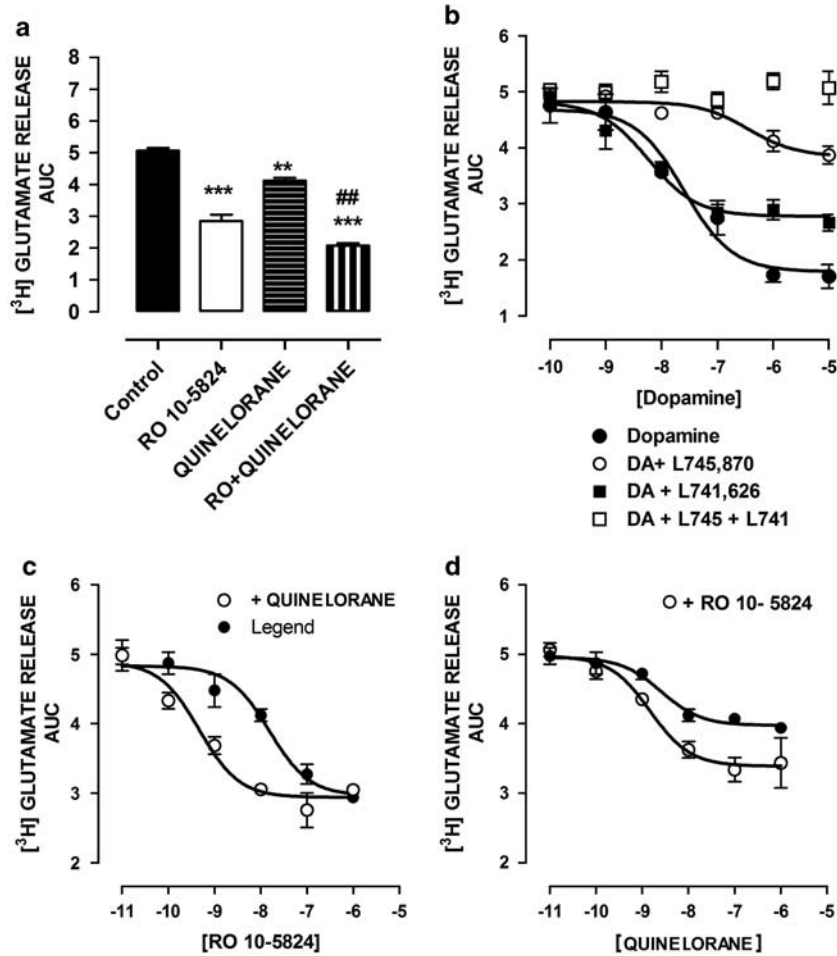 a
[³H] GLUTAMATE RELEASE
AUC
8
7
6
5
4
3
2
1
0
***
**
##
***
Control
RO 10-5824
QUINELORANE
RO+QUINELORANE
b
[³H] GLUTAMATE RELEASE
AUC
6
5
4
3
2
1
-10 -9 -8 -7 -6 -5
[Dopamine]
Dopamine
DA+ L745,870
DA + L741,626
DA + L745 + L741
c
[³H] GLUTAMATE RELEASE
AUC
6
5
4
3
2
+ QUINELORANE
Legend
-11 -10 -9 -8 -7 -6 -5
[RO 10-5824]
d
[³H] GLUTAMATE RELEASE
AUC
6
5
4
3
2
+ RO 10- 5824
-11 -10 -9 -8 -7 -6 -5
[QUINELORANE]